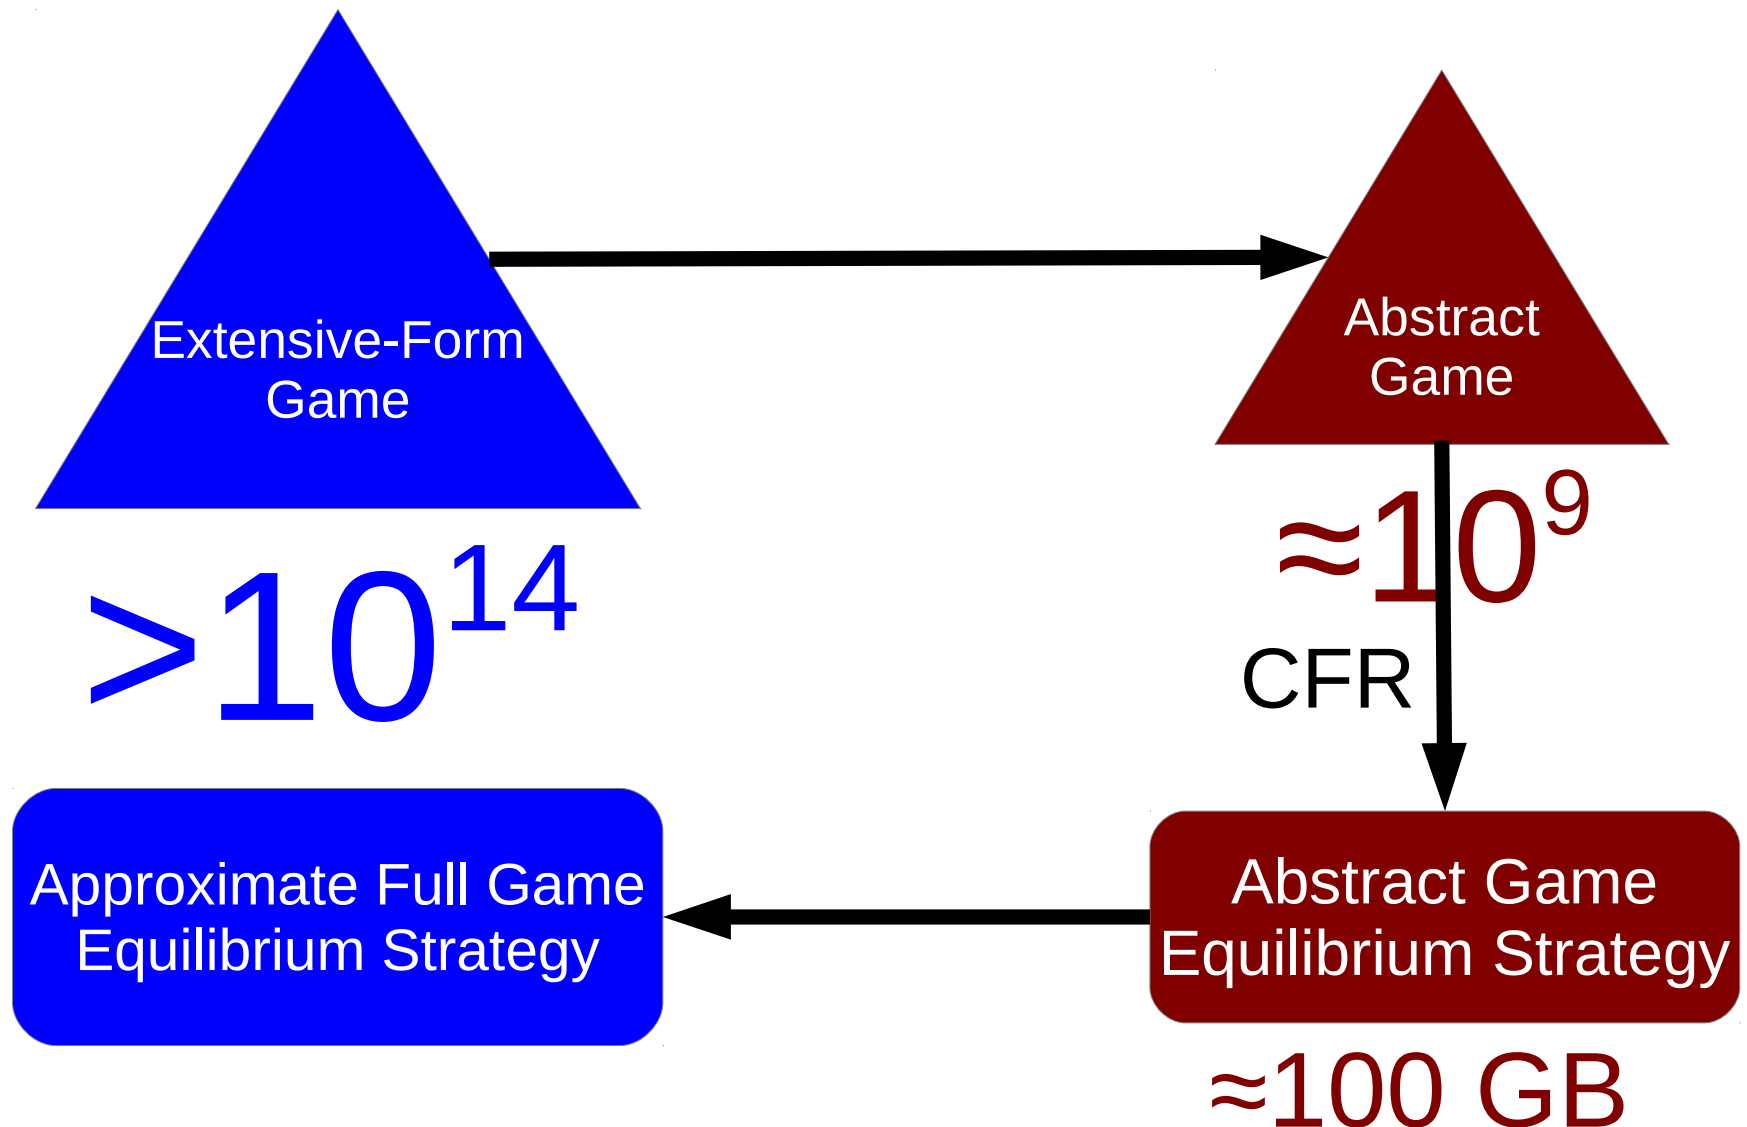 Extensive-Form
Game
>10^14
Abstract
Game
≈10^9
CFR
Approximate Full Game
Equilibrium Strategy
Abstract Game
Equilibrium Strategy
≈100 GB